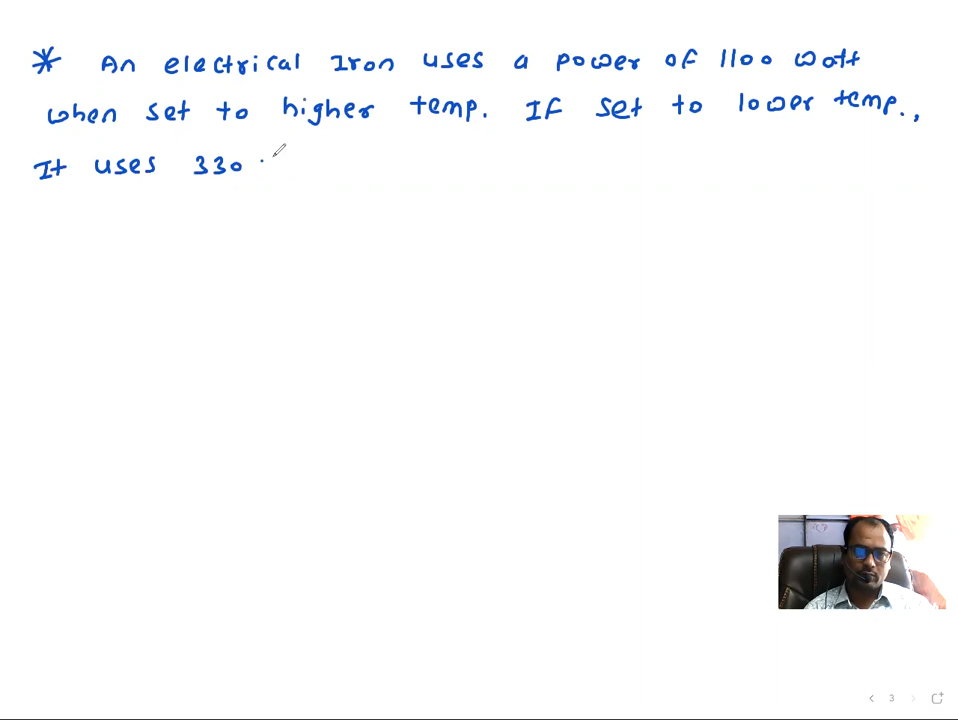 * An electrical Iron uses a power of 1100 watt
when set to higher temp. If set to lower temp.,
It uses 330
3